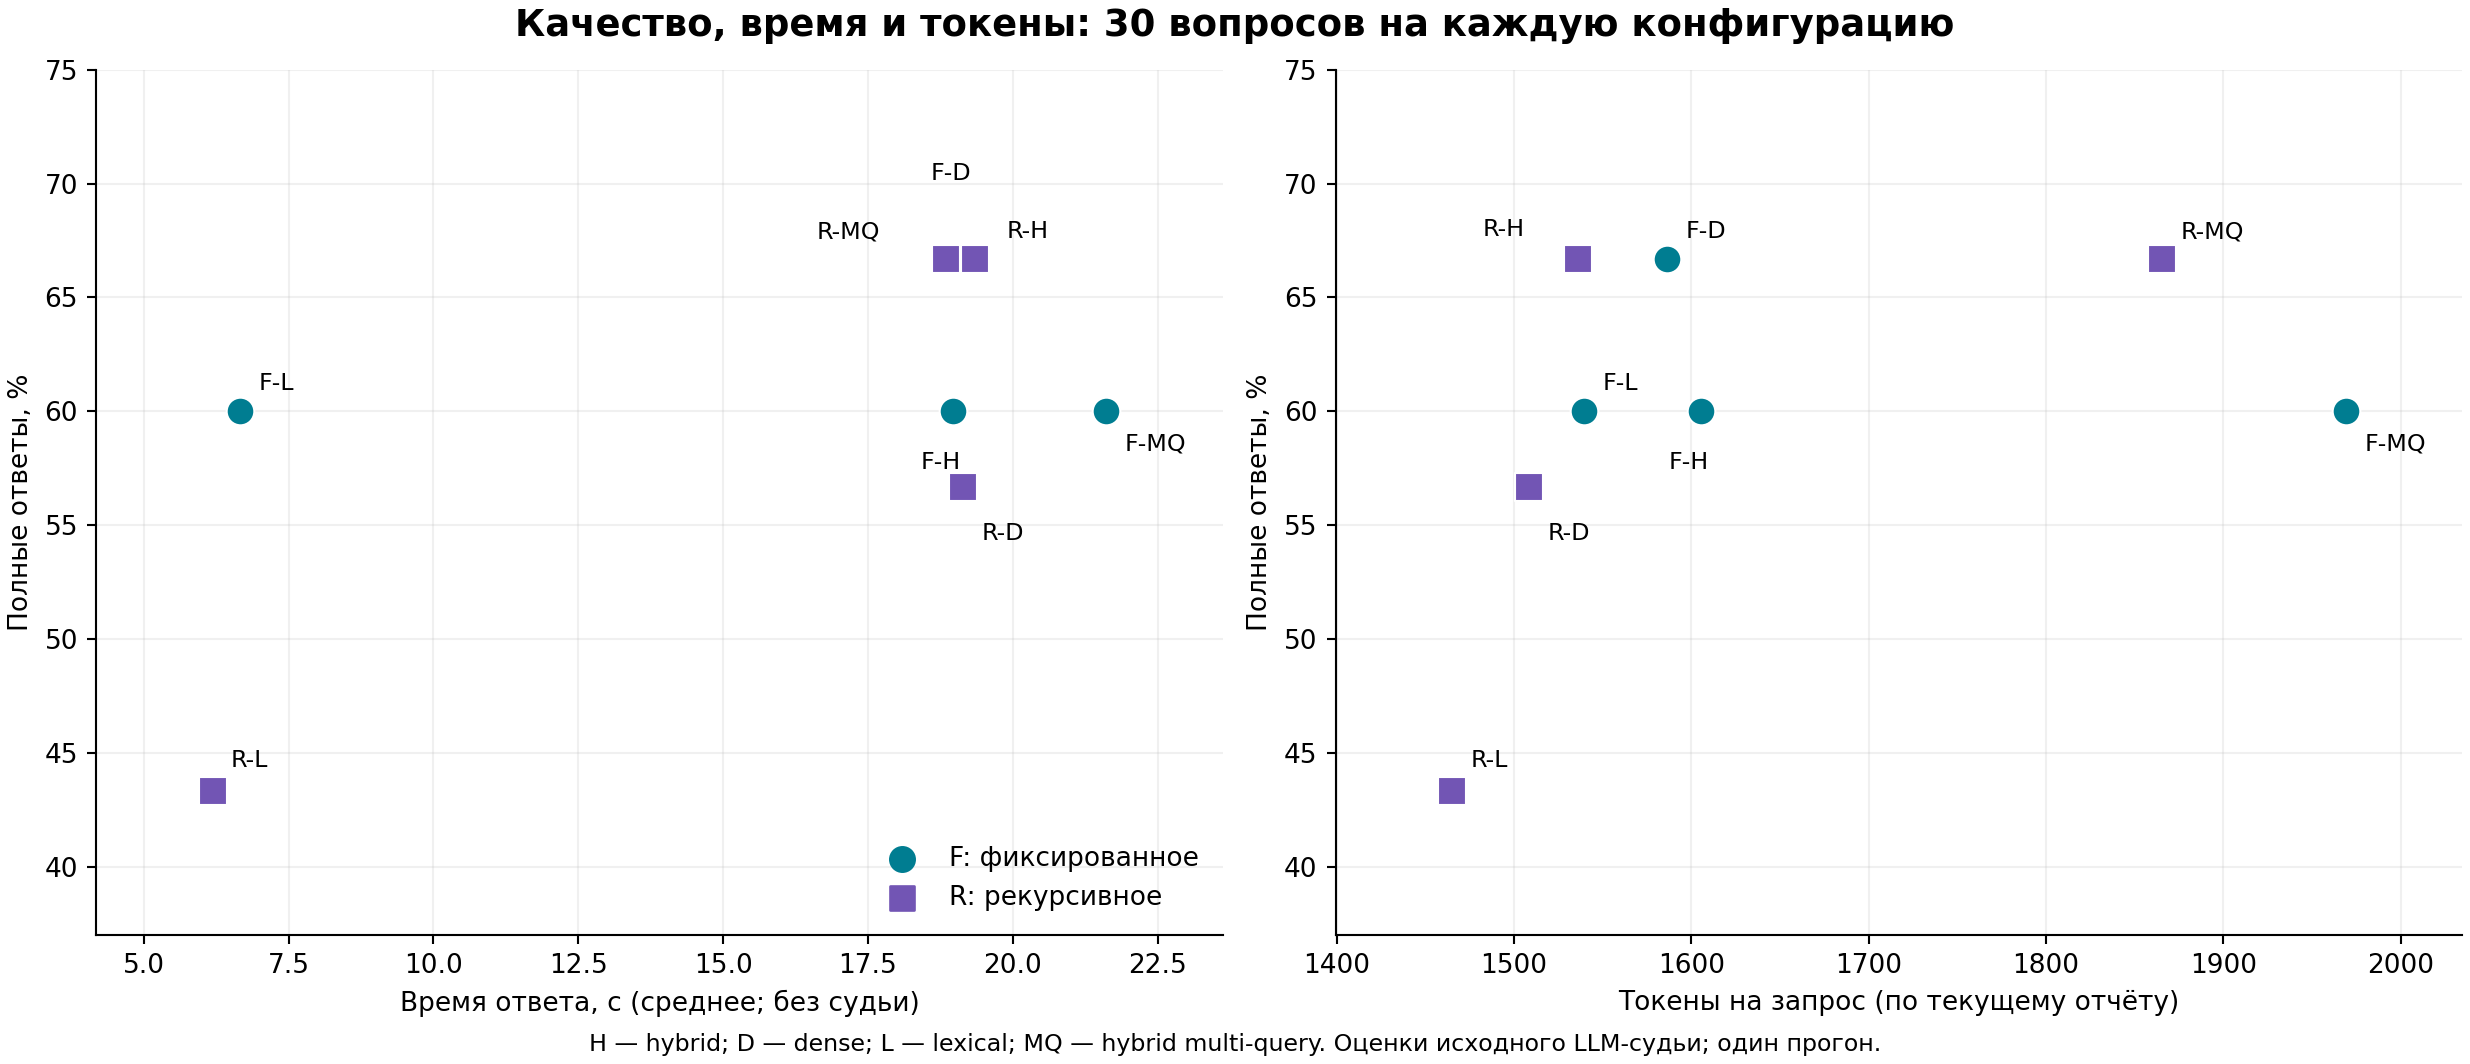 Качество, время и токены: 30 вопросов на каждую конфигурацию
Полные ответы, %
75
70
65
60
55
50
45
40
F-D
R-MQ
R-H
F-L
F-MQ
F-H
R-D
R-L
F: фиксированное
R: рекурсивное
5.0 7.5 10.0 12.5 15.0 17.5 20.0 22.5
Время ответа, с (среднее; без судьи)
Полные ответы, %
75
70
65
60
55
50
45
40
R-H
F-D
R-MQ
F-L
F-MQ
F-H
R-D
R-L
1400 1500 1600 1700 1800 1900 2000
Токены на запрос (по текущему отчёту)
H — hybrid; D — dense; L — lexical; MQ — hybrid multi-query. Оценки исходного LLM-судьи; один прогон.